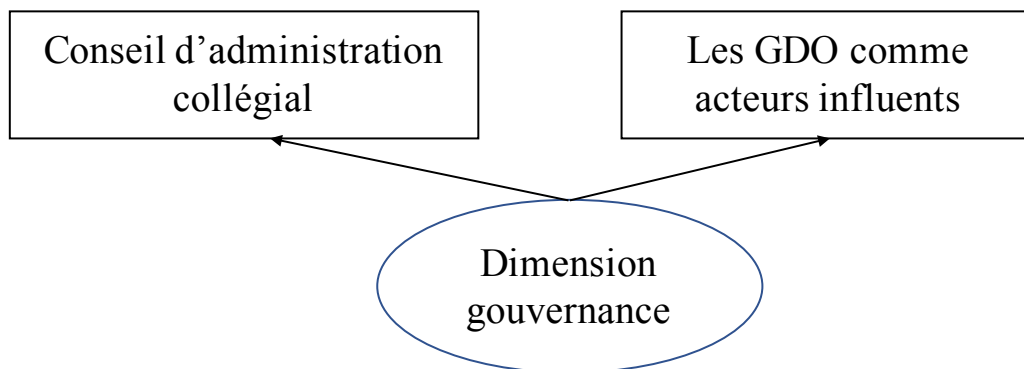 Conseil d’administration
collégial
Les GDO comme
acteurs influents
Dimension
gouvernance